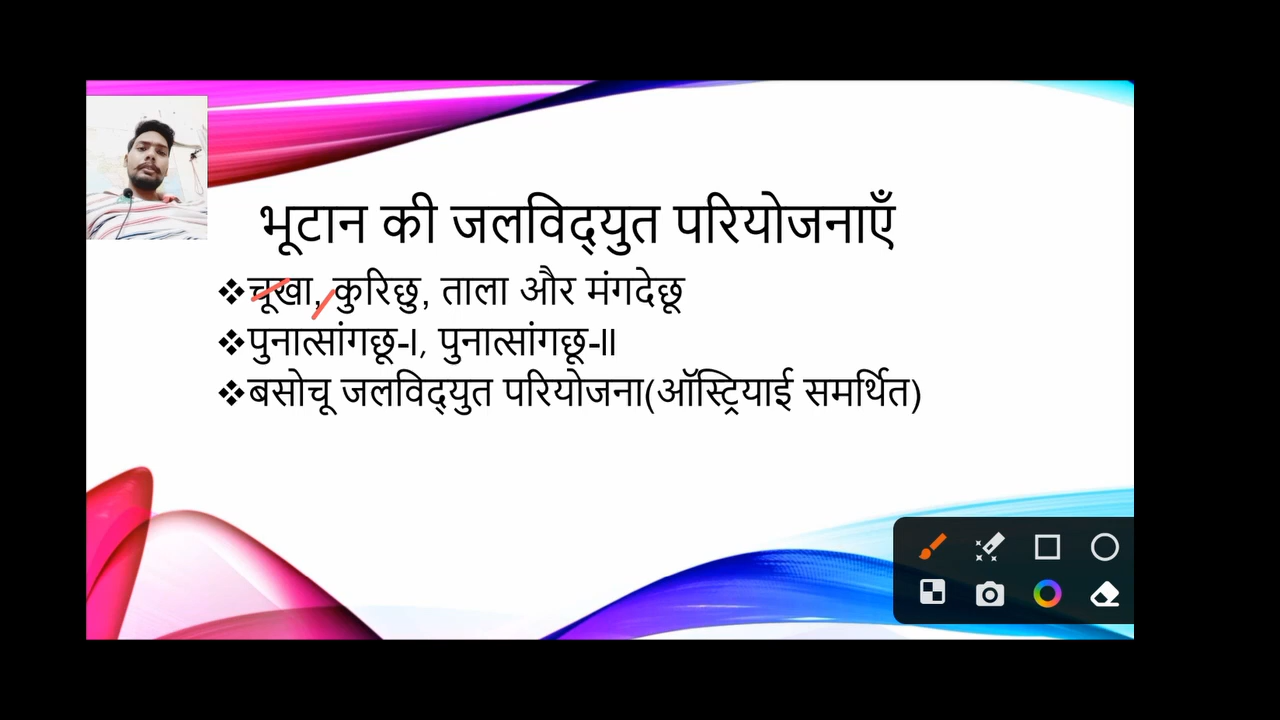 भूटान की जलविद्युत परियोजनाएँ
❖चूखा, कुरिछु, ताला और मंगदेछू
❖पुनात्सांगछू-I, पुनात्सांगछू-II
❖बसोचू जलविद्युत परियोजना(ऑस्ट्रियाई समर्थित)